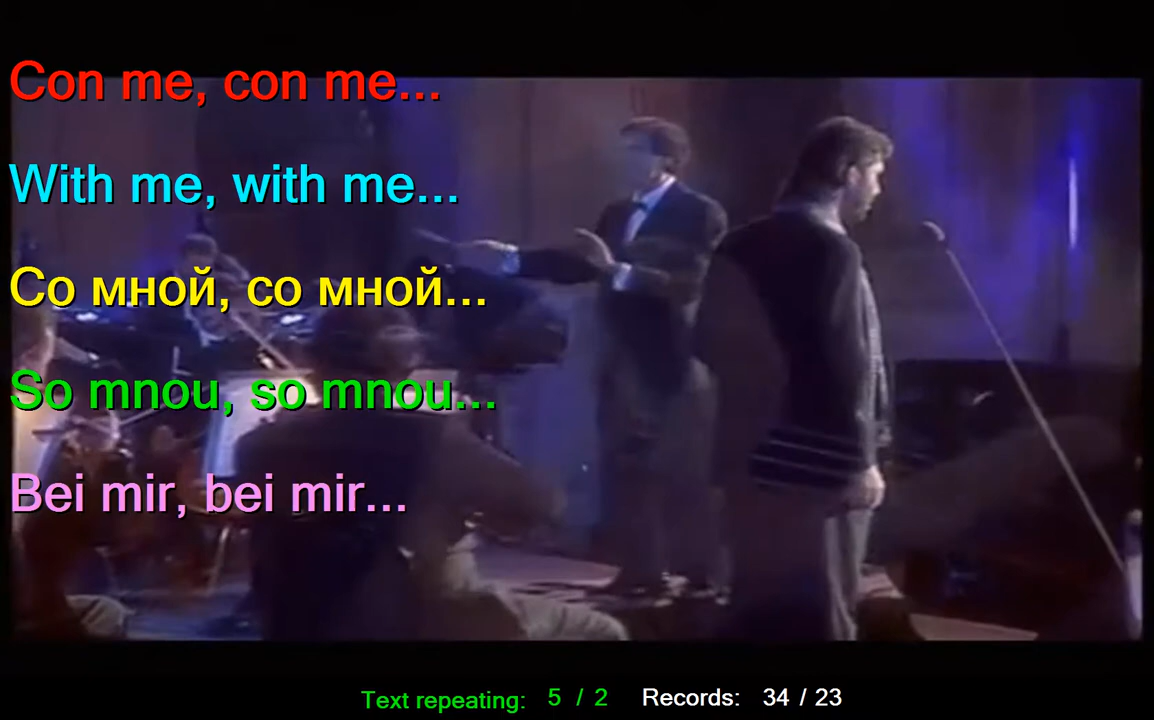 Con me, con me...
With me, with me...
Со мной, со мной...
So mnou, so mnou...
Bei mir, bei mir...
Text repeating: 5 / 2 Records: 34 / 23